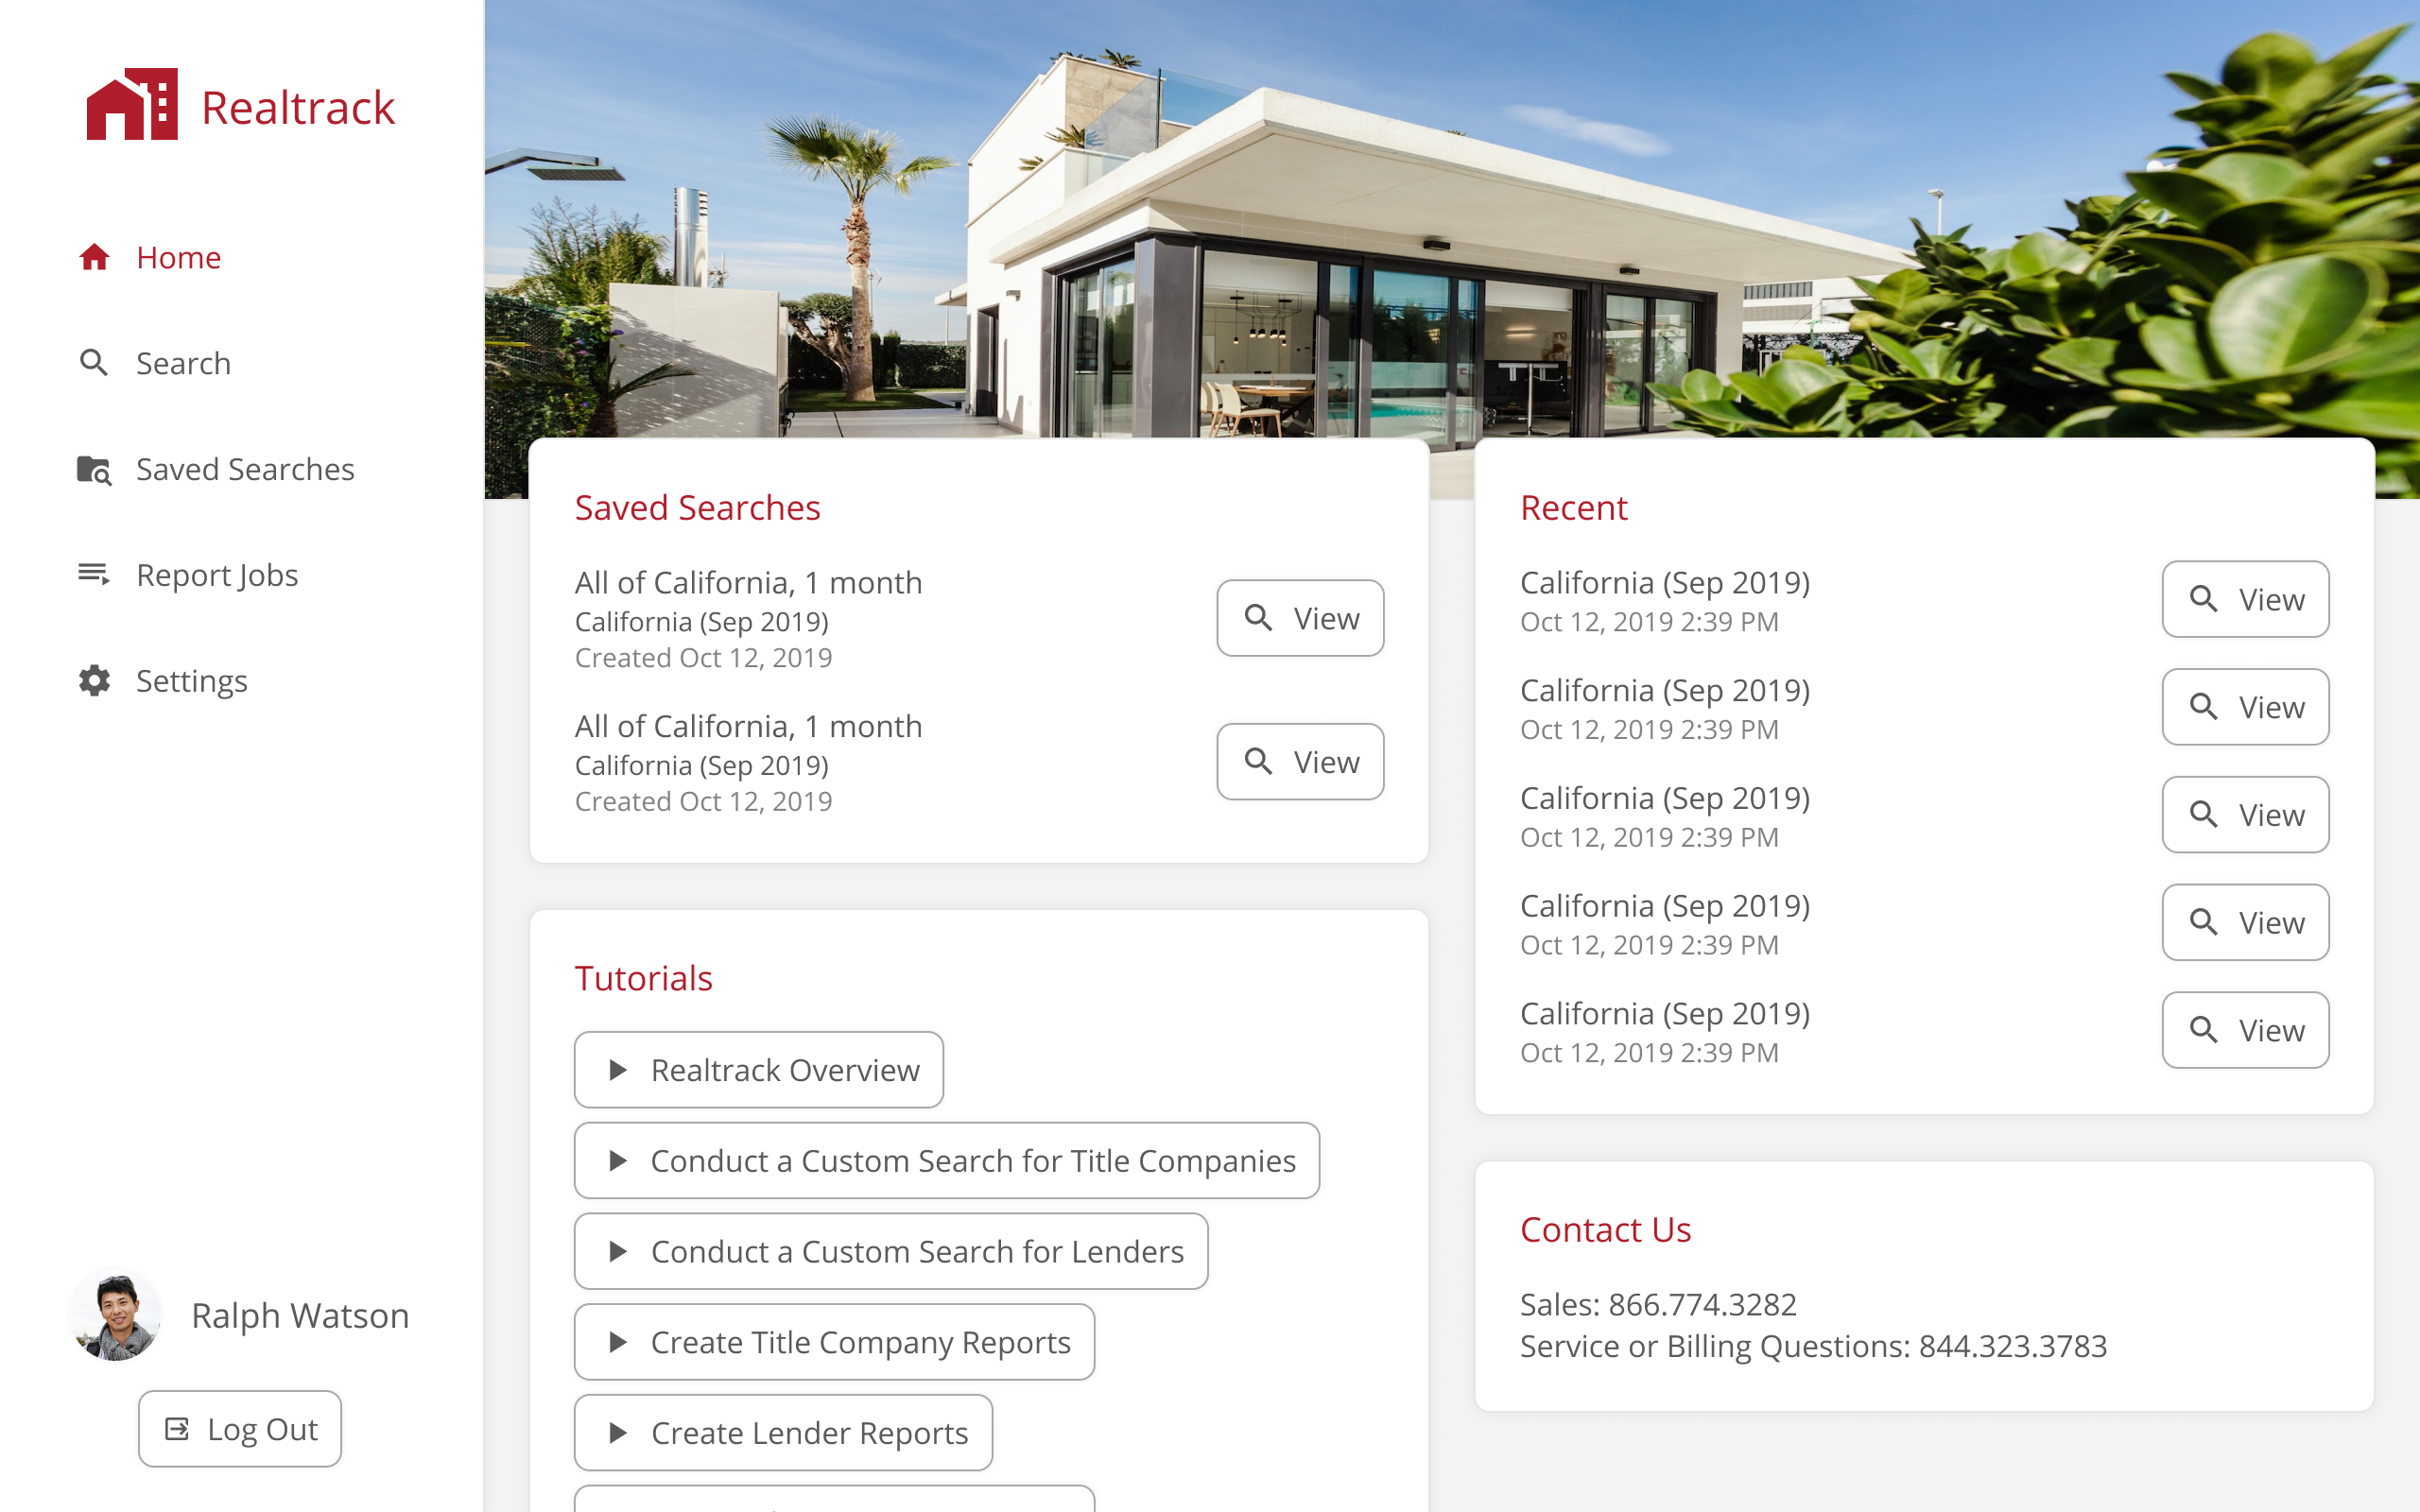 Realtrack
Home
Search
Saved Searches
Report Jobs
Settings
Ralph Watson
Log Out
Saved Searches
All of California, 1 month
California (Sep 2019)
Created Oct 12, 2019
View
All of California, 1 month
California (Sep 2019)
Created Oct 12, 2019
View
Tutorials
Realtrack Overview
Conduct a Custom Search for Title Companies
Conduct a Custom Search for Lenders
Create Title Company Reports
Create Lender Reports
Recent
California (Sep 2019)
Oct 12, 2019 2:39 PM
View
California (Sep 2019)
Oct 12, 2019 2:39 PM
View
California (Sep 2019)
Oct 12, 2019 2:39 PM
View
California (Sep 2019)
Oct 12, 2019 2:39 PM
View
California (Sep 2019)
Oct 12, 2019 2:39 PM
View
Contact Us
Sales: 866.774.3282
Service or Billing Questions: 844.323.3783